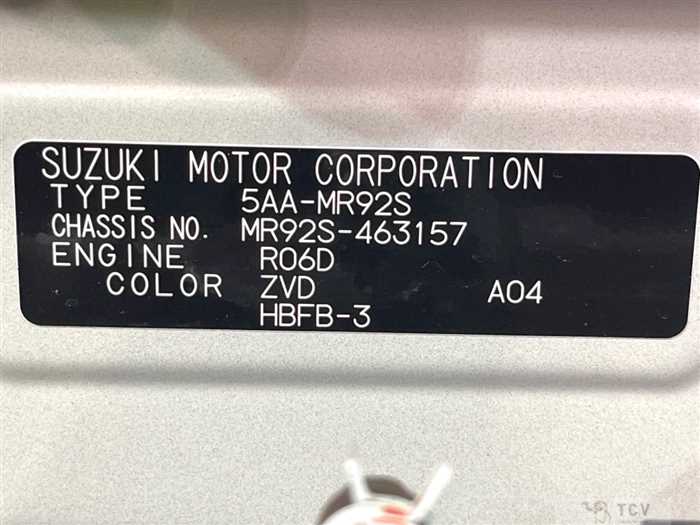 SUZUKI MOTOR CORPORATION
TYPE 5AA-MR92S
CHASSIS NO. MR92S-463157
ENGINE R06D
COLOR ZVD A04
HBFB-3
TCV